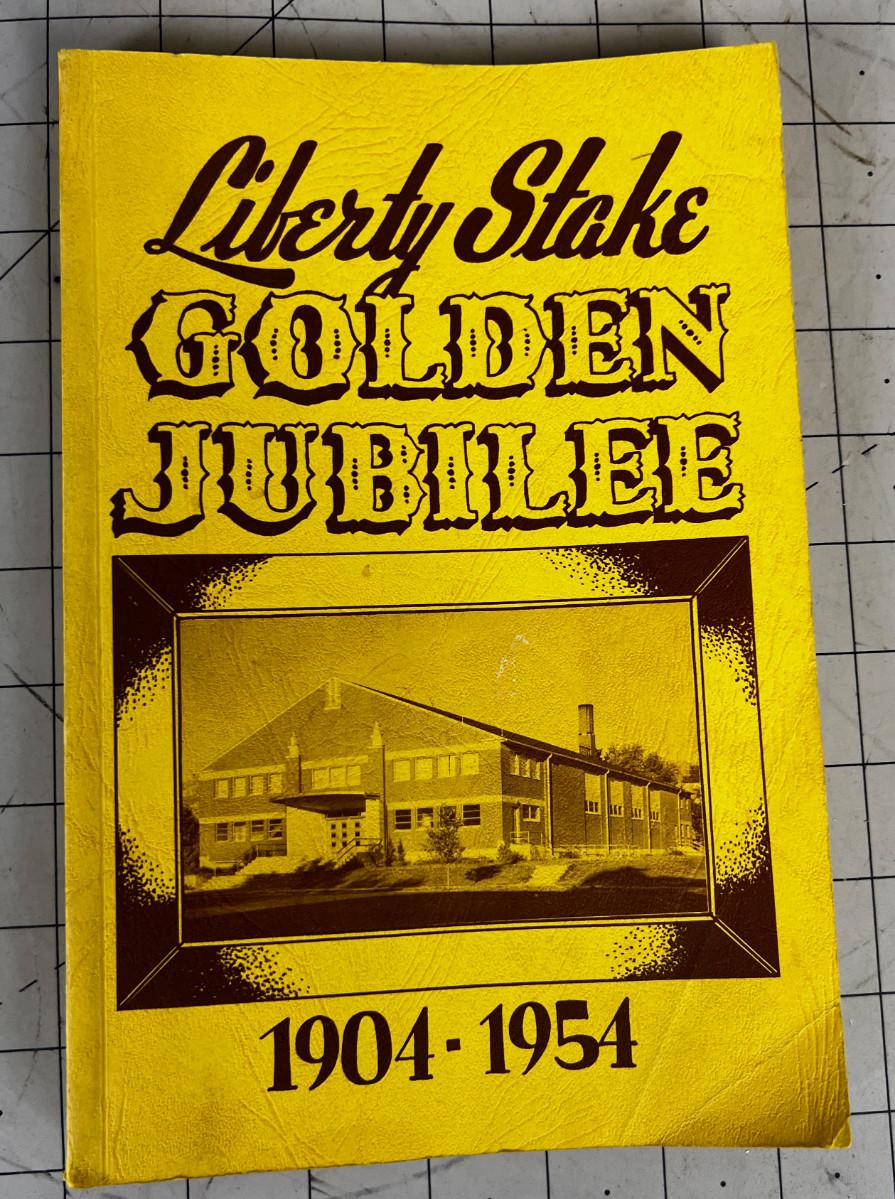 Liberty Stake
GOLDEN
JUBILEE
1904-1954